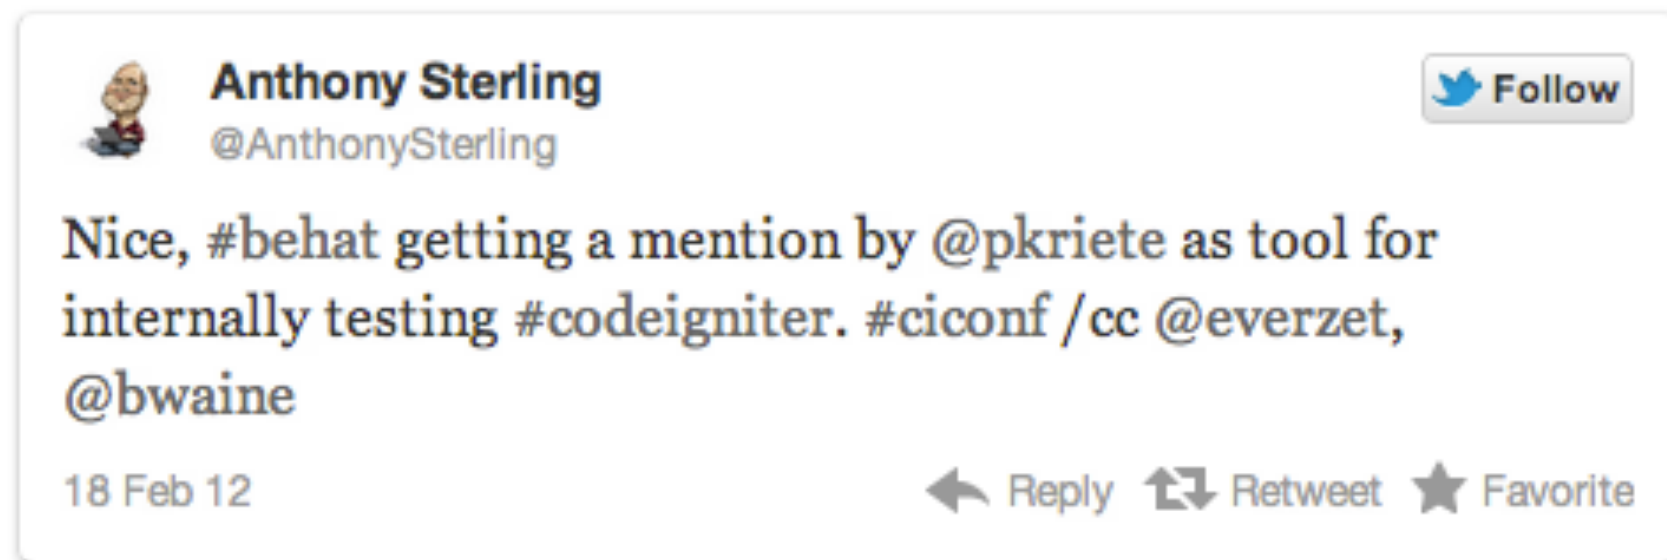 Anthony Sterling
@AnthonySterling
Follow
Nice, #behat getting a mention by @pkriete as tool for
internally testing #codeigniter. #ciconf /cc @everzet,
@bwaine
18 Feb 12
Reply Retweet Favorite